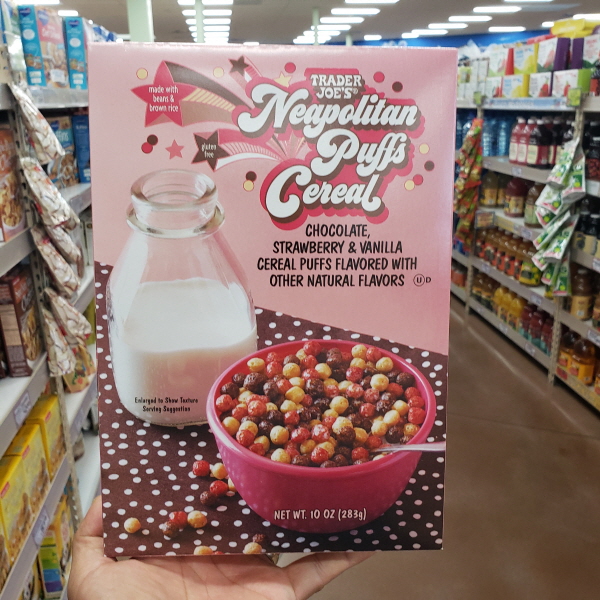 made with
beans &
brown rice
gluten
free
TRADER
JOE'S®
Neapolitan
Puffs
Cereal
CHOCOLATE,
STRAWBERRY & VANILLA
CEREAL PUFFS FLAVORED WITH
OTHER NATURAL FLAVORS Ⓤ D
Enlarged to Show Texture
Serving Suggestion
NET WT. 10 OZ (283g)